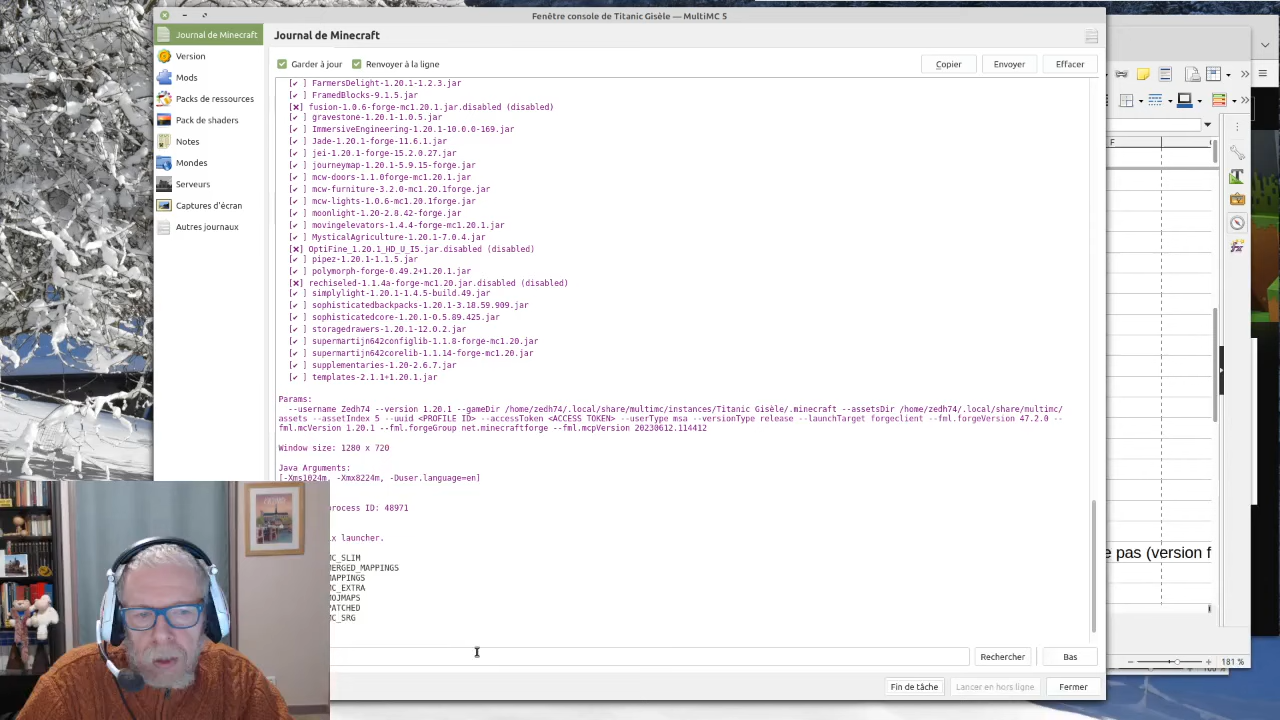 Fenêtre console de Titanic Gisèle — MultiMC 5
Journal de Minecraft
Version
Mods
Packs de ressources
Pack de shaders
Notes
Mondes
Serveurs
Captures d'écran
Autres journaux
Journal de Minecraft
Garder à jour
Renvoyer à la ligne
Copier
Envoyer
Effacer
[✔] FarmersDelight-1.20.1-1.2.3.jar
[✔] FramedBlocks-9.1.5.jar
[✘] fusion-1.0.6-forge-mc1.20.1.jar.disabled (disabled)
[✔] gravestone-1.20.1-1.0.5.jar
[✔] ImmersiveEngineering-1.20.1-10.0.0-169.jar
[✔] Jade-1.20.1-forge-11.6.1.jar
[✔] jei-1.20.1-forge-15.2.0.27.jar
[✔] journeymap-1.20.1-5.9.15-forge.jar
[✔] mcw-doors-1.1.0forge-mc1.20.1.jar
[✔] mcw-furniture-3.2.0-mc1.20.1forge.jar
[✔] mcw-lights-1.0.6-mc1.20.1forge.jar
[✔] moonlight-1.20-2.8.42-forge.jar
[✔] movingelevators-1.4.4-forge-mc1.20.1.jar
[✔] MysticalAgriculture-1.20.1-7.0.4.jar
[✘] OptiFine_1.20.1_HD_U_I5.jar.disabled (disabled)
[✔] pipez-1.20.1-1.1.5.jar
[✔] polymorph-forge-0.49.2+1.20.1.jar
[✘] rechiseled-1.1.4a-forge-mc1.20.jar.disabled (disabled)
[✔] simplylight-1.20.1-1.4.5-build.49.jar
[✔] sophisticatedbackpacks-1.20.1-3.18.59.909.jar
[✔] sophisticatedcore-1.20.1-0.5.89.425.jar
[✔] storagedrawers-1.20.1-12.0.2.jar
[✔] supermartijn642configlib-1.1.8-forge-mc1.20.jar
[✔] supermartijn642corelib-1.1.14-forge-mc1.20.jar
[✔] supplementaries-1.20-2.6.7.jar
[✔] templates-2.1.1+1.20.1.jar
Params:
--username Zedh74 --version 1.20.1 --gameDir /home/zedh74/.local/share/multimc/instances/Titanic Gisèle/.minecraft --assetsDir /home/zedh74/.local/share/multimc/
assets --assetIndex 5 --uuid <PROFILE ID> --accessToken <ACCESS TOKEN> --userType msa --versionType release --launchTarget forgeclient --fml.forgeVersion 47.2.0 --
fml.mcVersion 1.20.1 --fml.forgeGroup net.minecraftforge --fml.mcpVersion 20230612.114412
Window size: 1280 x 720
Java Arguments:
[-Xms1024m, -Xmx8224m, -Duser.language=en]
process ID: 48971
x launcher.
MC_SLIM
MERGED_MAPPINGS
MAPPINGS
MC_EXTRA
MOJMAPS
PATCHED
MC_SRG
Rechercher
Bas
Fin de tâche
Lancer en hors ligne
Fermer
F
e pas (version f
181 %